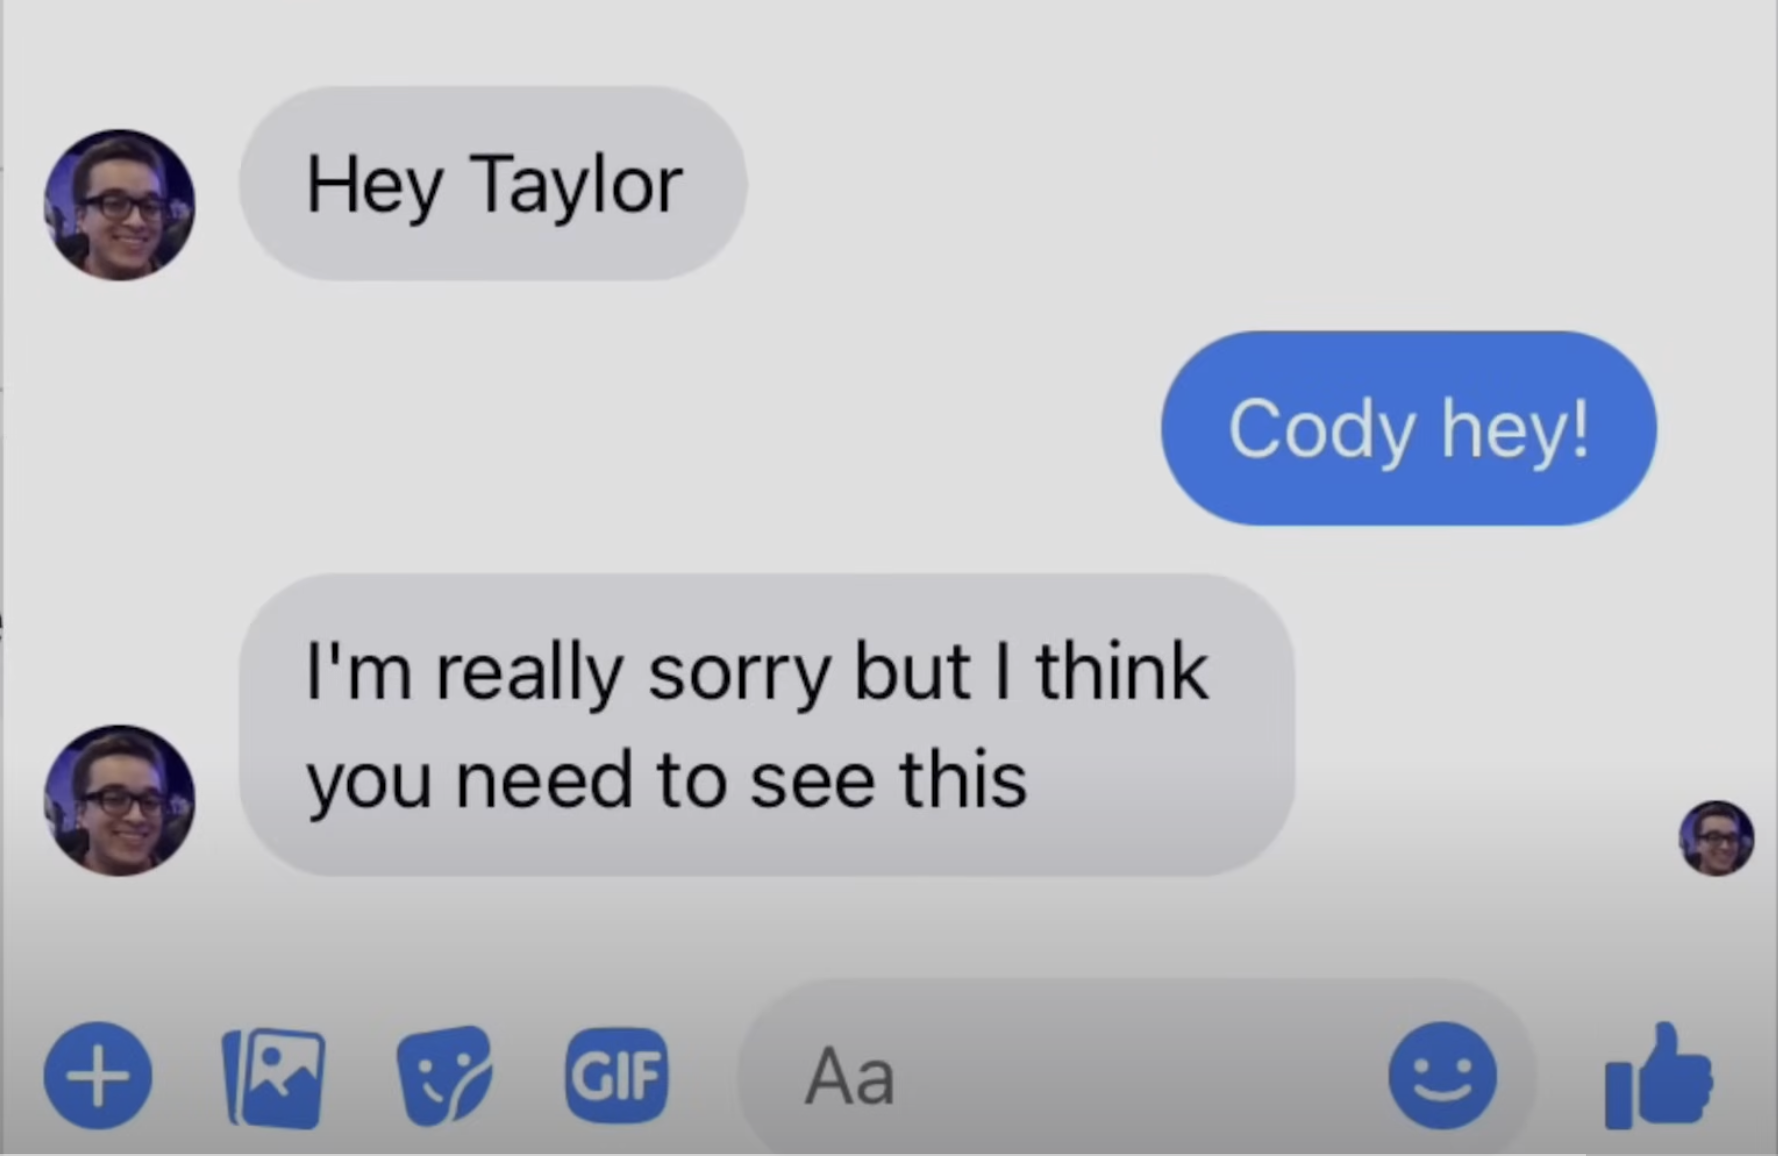 Hey Taylor
Cody hey!
I'm really sorry but I think
you need to see this
GIF
Aa